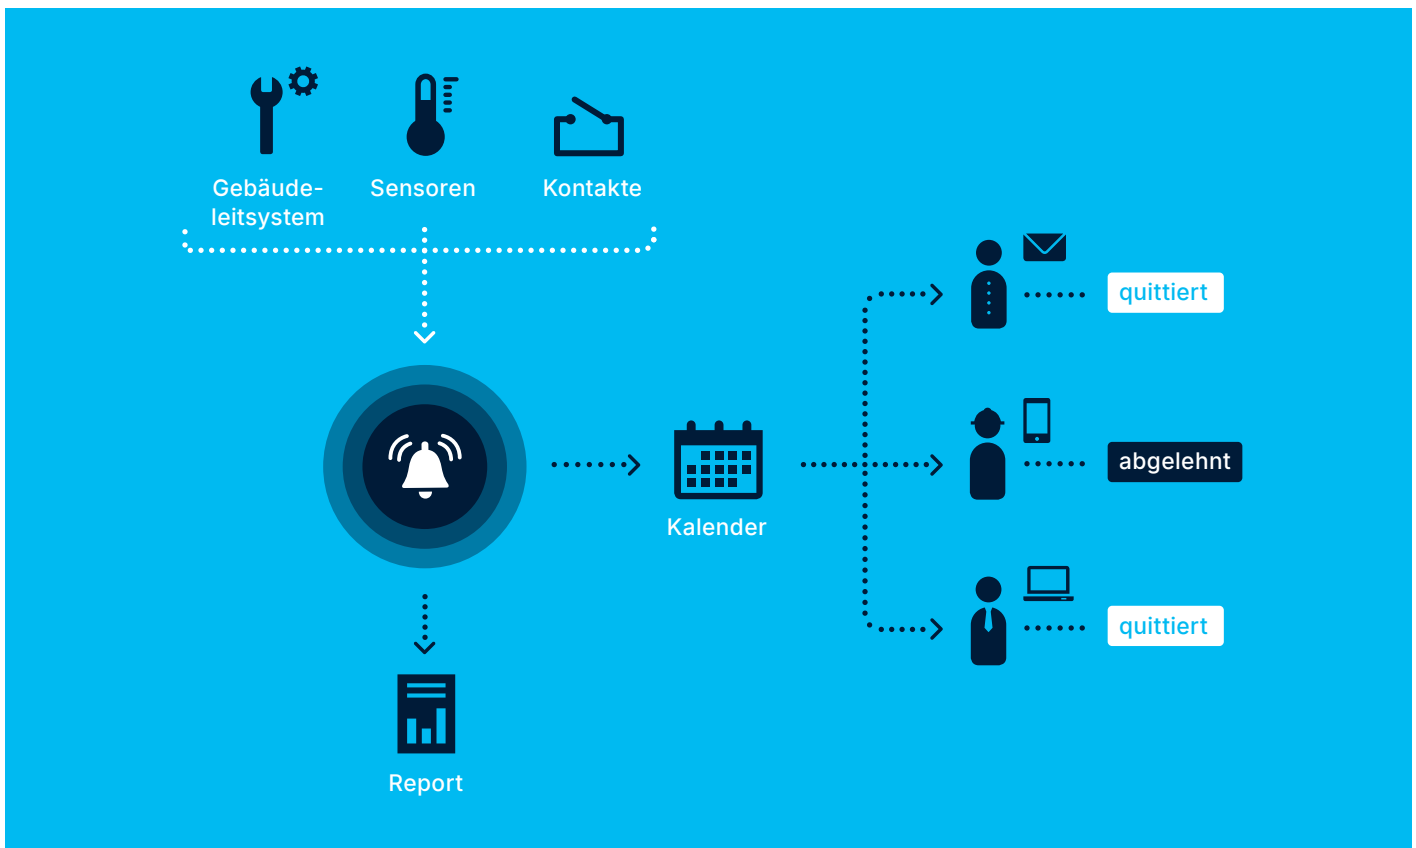 Gebäude-
leitsystem
Sensoren
Kontakte
quittiert
abgelehnt
Kalender
quittiert
Report